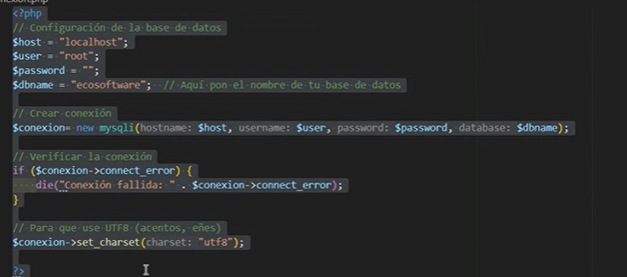 <?php
// Configuración de la base de datos
$host = "localhost";
$user = "root";
$password = "";
$dbname = "ecosoftware"; // Aquí pon el nombre de tu base de datos
// Crear conexión
$conexion= new mysqli(hostname: $host, username: $user, password: $password, database: $dbname);
// Verificar la conexión
if ($conexion->connect_error) {
die("Conexión fallida: " . $conexion->connect_error);
}
// Para que use UTF8 (acentos, eñes)
$conexion->set_charset(charset: "utf8");
?>